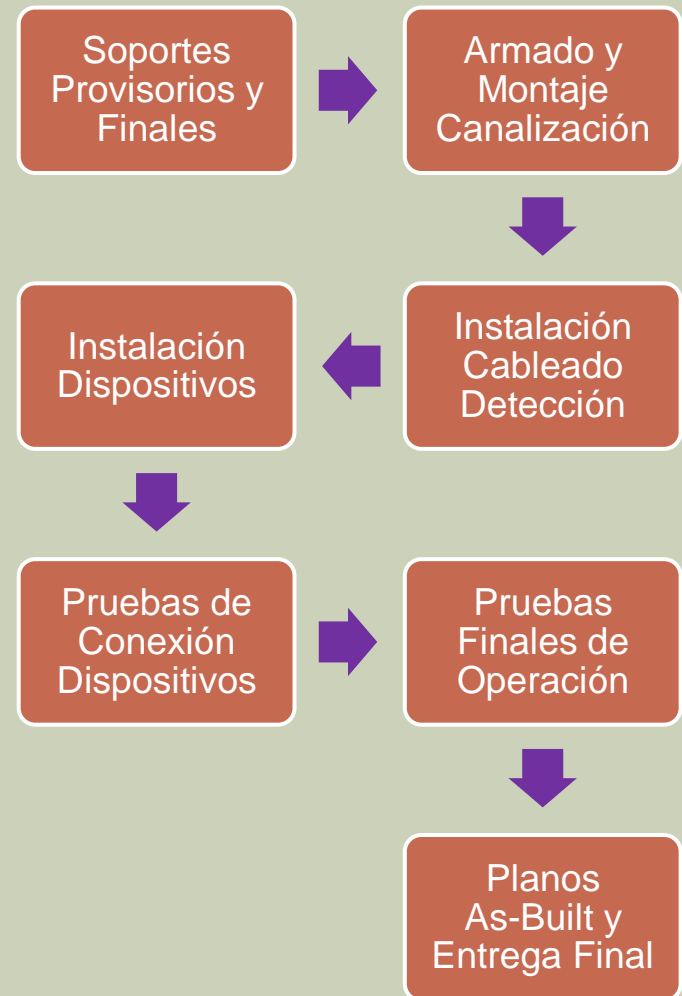 Soportes
Provisorios y
Finales
Armado y
Montaje
Canalización
Instalación
Cableado
Detección
Instalación
Dispositivos
Pruebas de
Conexión
Dispositivos
Pruebas
Finales de
Operación
Planos
As-Built y
Entrega Final